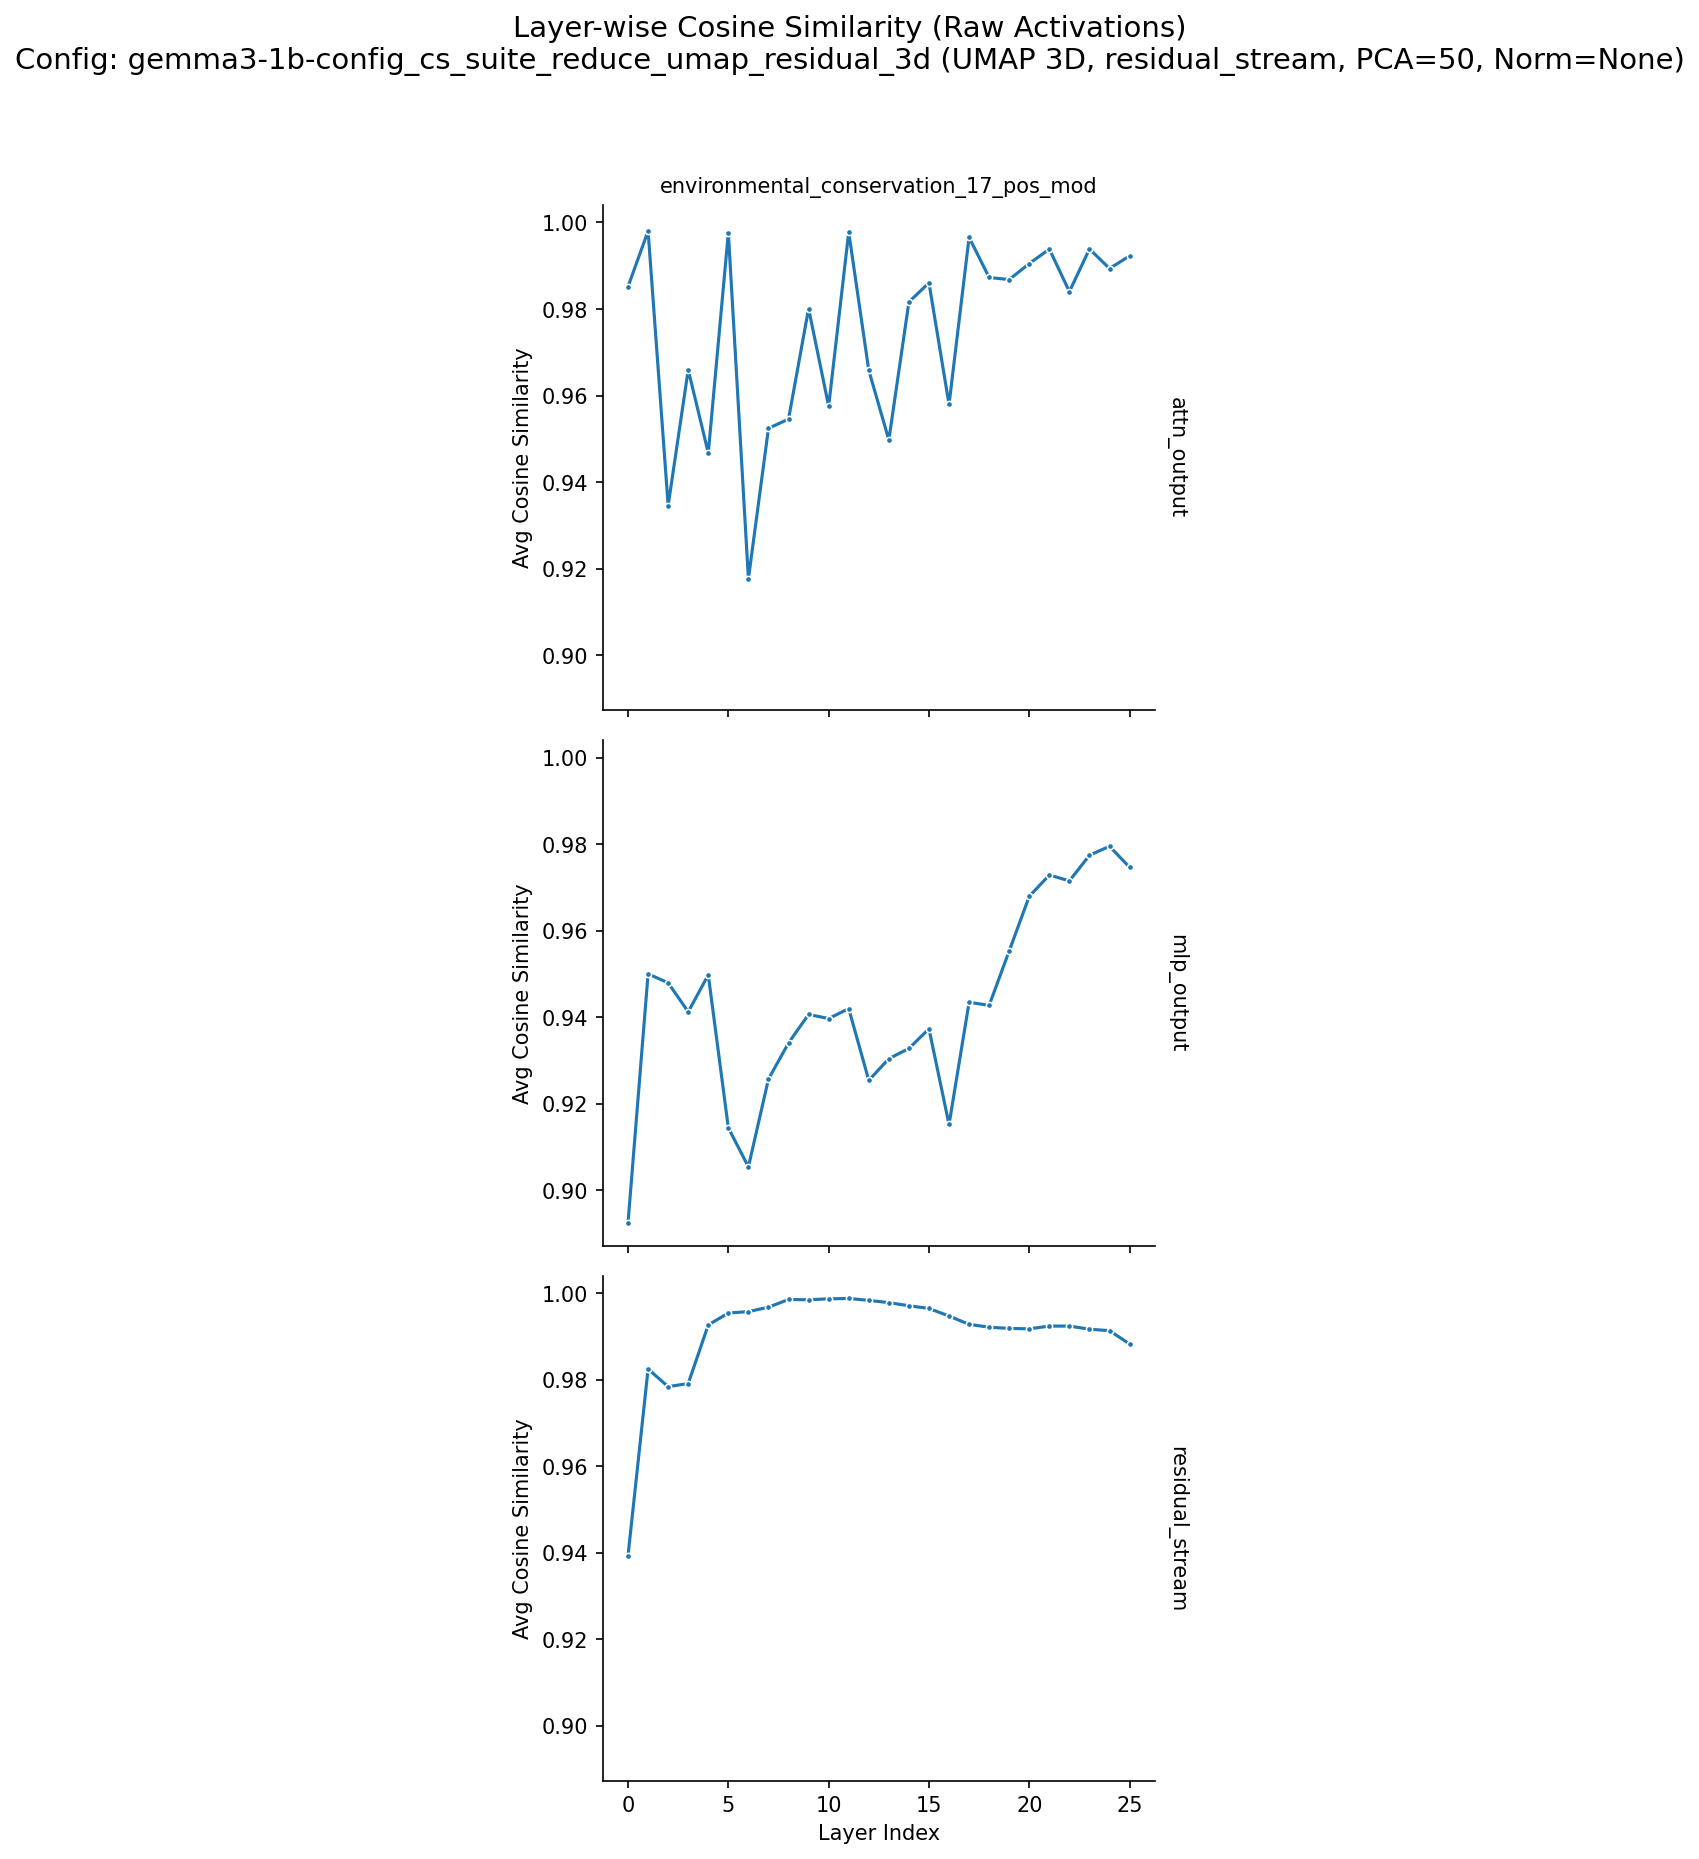 Layer-wise Cosine Similarity (Raw Activations)
Config: gemma3-1b-config_cs_suite_reduce_umap_residual_3d (UMAP 3D, residual_stream, PCA=50, Norm=None)
environmental_conservation_17_pos_mod
1.00
0.98
0.96
0.94
0.92
0.90
Avg Cosine Similarity
attn_output
1.00
0.98
0.96
0.94
0.92
0.90
Avg Cosine Similarity
mlp_output
1.00
0.98
0.96
0.94
0.92
0.90
Avg Cosine Similarity
residual_stream
0 5 10 15 20 25
Layer Index